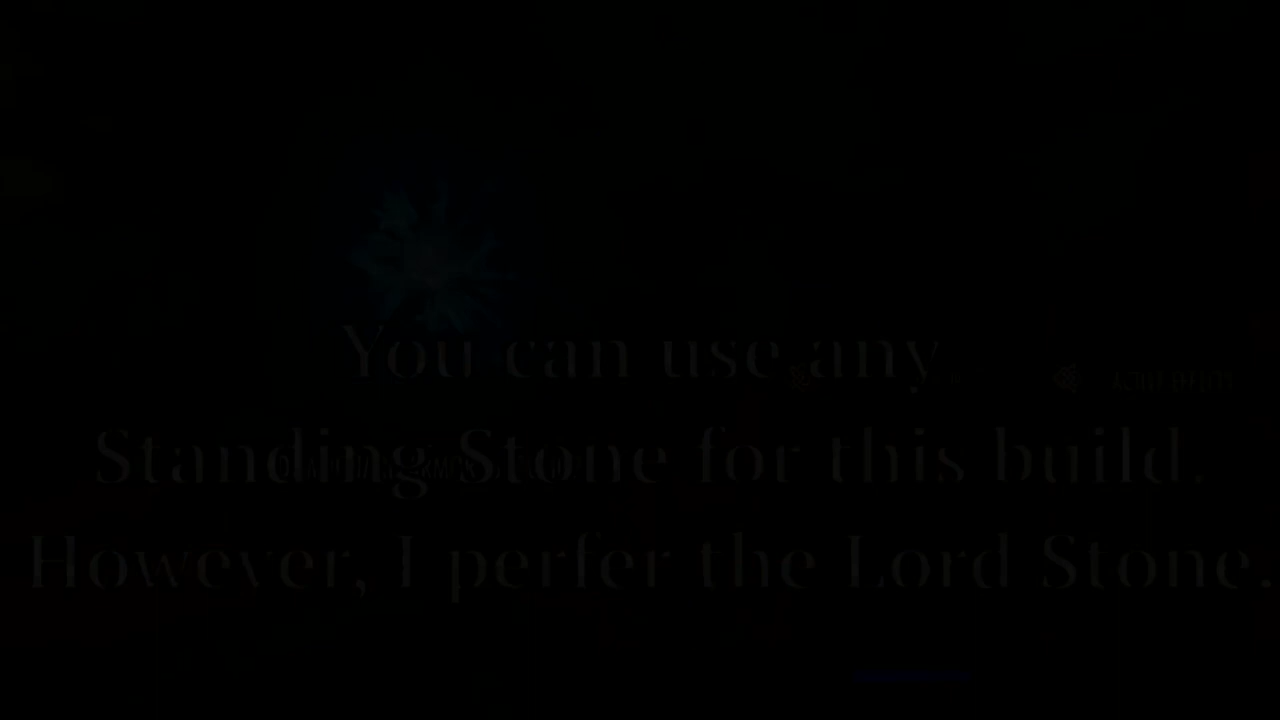 You can use any
Standing Stone for this build.
However, I perfer the Lord Stone.